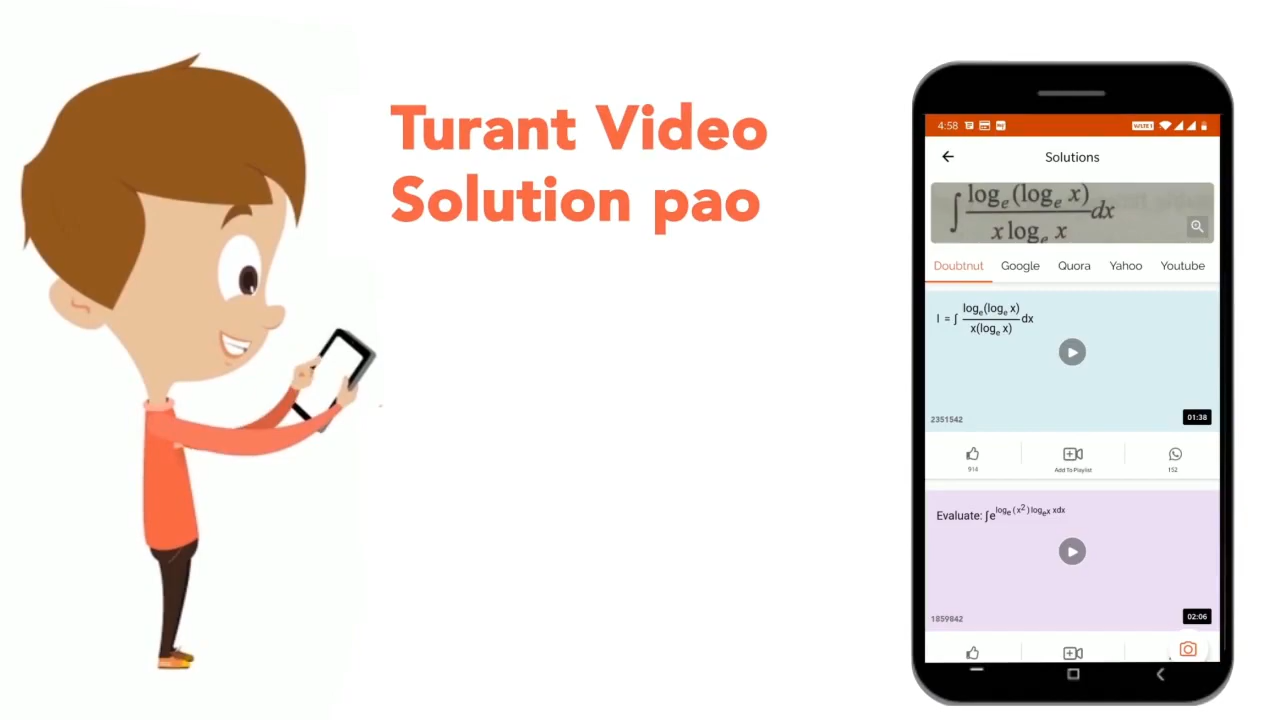 Turant Video
Solution pao
4:58
VoLTE1
Solutions
∫ logₑ(logₑ x) / x logₑ x dx
Doubtnut Google Quora Yahoo Youtube
I = ∫ logₑ(logₑ x) / x(logₑ x) dx
2351542 01:38
914 Add To Playlist 152
Evaluate: ∫e^logₑ(x²)logₑx xdx
1859842 02:06